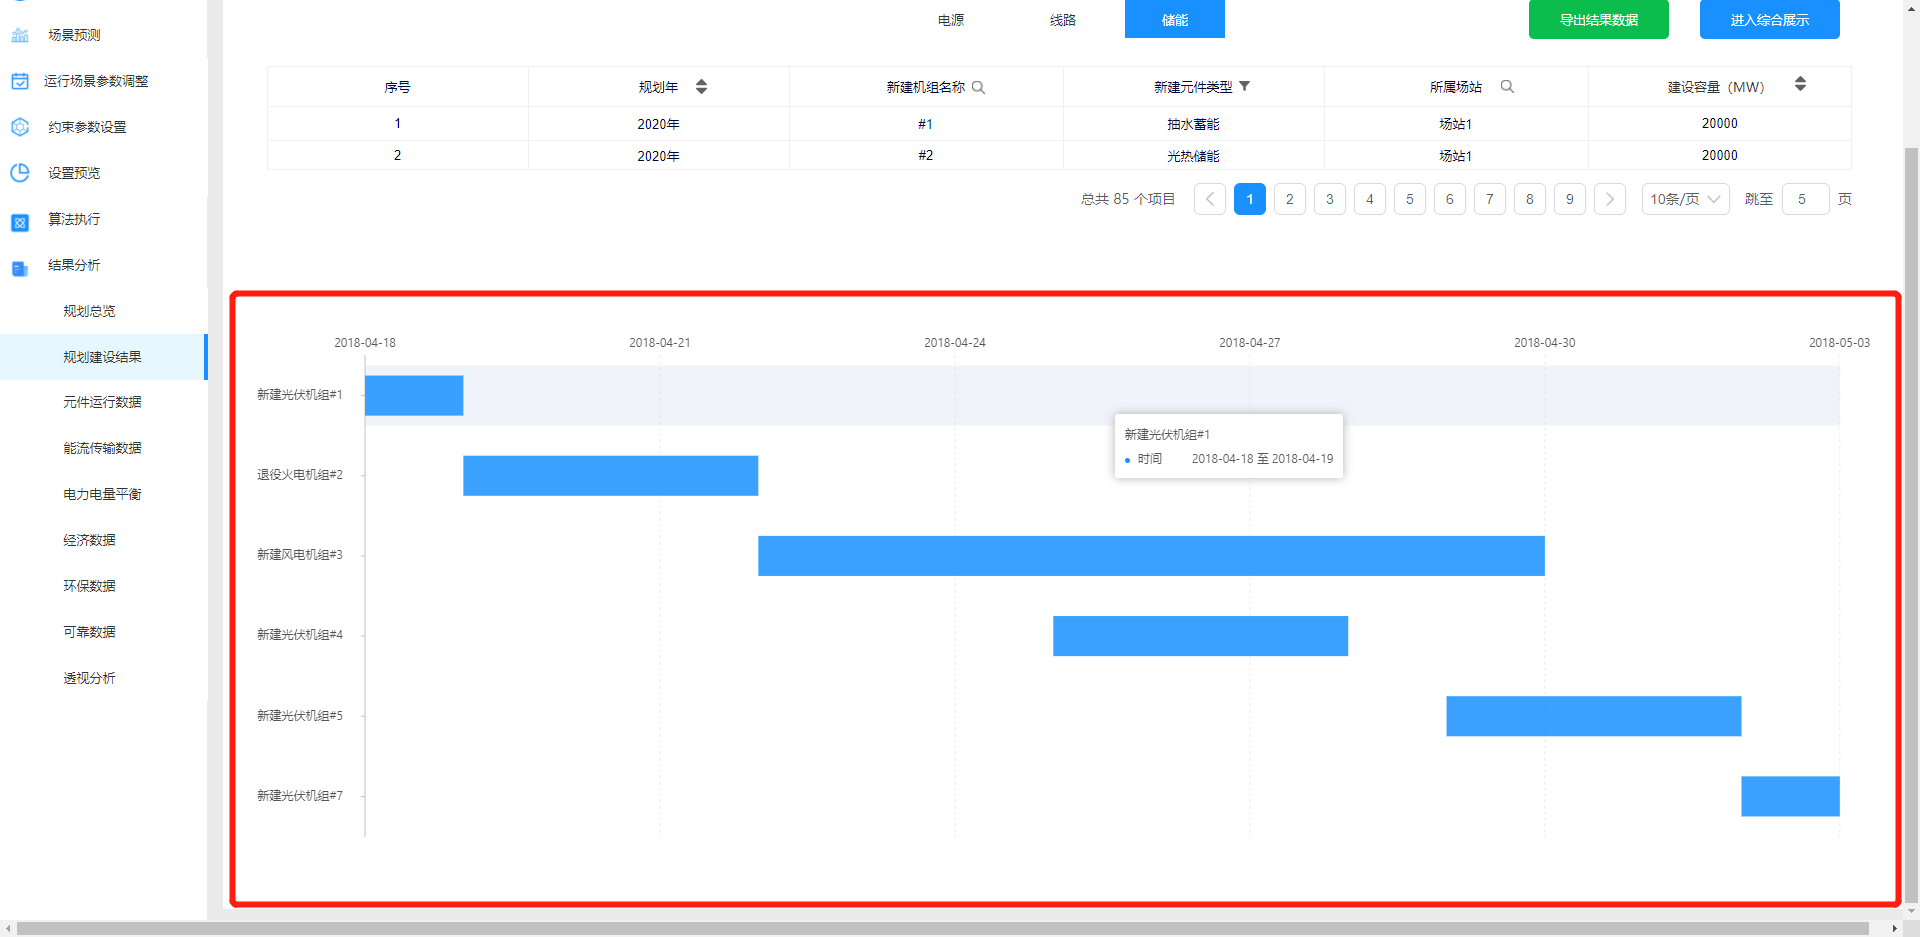 场景预测
运行场景参数调整
约束参数设置
设置预览
算法执行
结果分析
规划总览
规划建设结果
元件运行数据
能流传输数据
电力电量平衡
经济数据
环保数据
可靠数据
透视分析
电源 线路 储能 导出结果数据 进入综合展示
序号 规划年 新建机组名称 新建元件类型 所属场站 建设容量（MW）
1 2020年 #1 抽水蓄能 场站1 20000
2 2020年 #2 光热储能 场站1 20000
总共 85 个项目 1 2 3 4 5 6 7 8 9 10条/页 跳至 5 页
2018-04-18 2018-04-21 2018-04-24 2018-04-27 2018-04-30 2018-05-03
新建光伏机组#1
新建光伏机组#1
时间 2018-04-18 至 2018-04-19
退役火电机组#2
新建风电机组#3
新建光伏机组#4
新建光伏机组#5
新建光伏机组#7